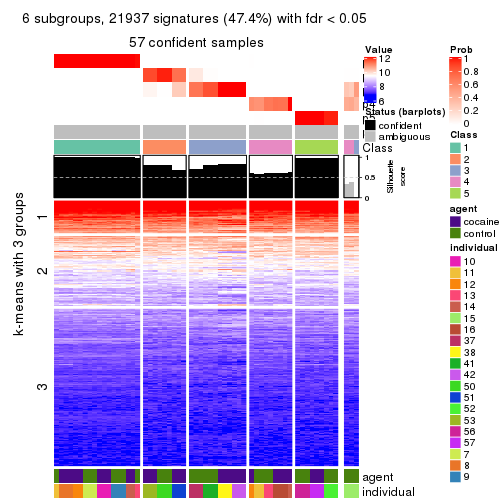 6 subgroups, 21937 signatures (47.4%) with fdr < 0.05
57 confident samples
k-means with 3 groups
1
2
3
Class
1
0.5
0
Silhouette
score
agent
individual
Value
12
10
8
6
Status (barplots)
confident
ambiguous
Prob
1
0.8
0.6
0.4
0.2
0
Class
1
2
3
4
5
agent
cocaine
control
individual
10
11
12
13
14
15
16
37
38
41
42
50
51
52
53
56
57
7
8
9